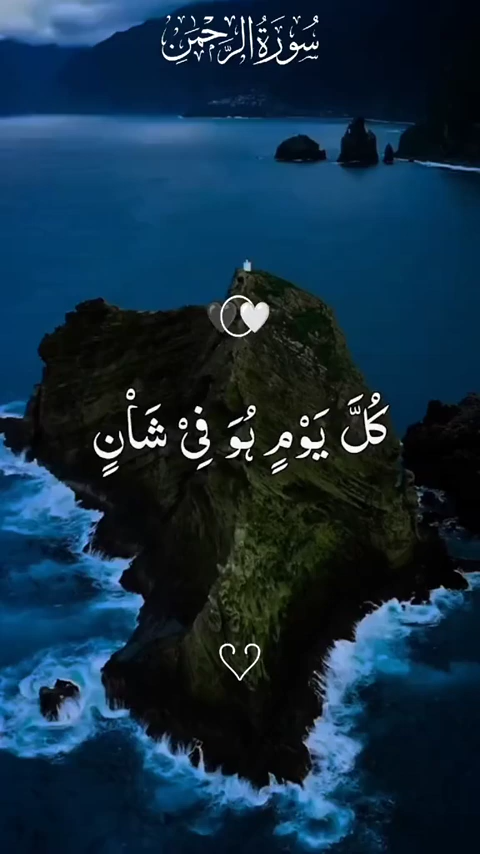 سُورَةُ الرَّحْمَنِ
كُلَّ يَوْمٍ هُوَ فِیْ شَاْنٍ